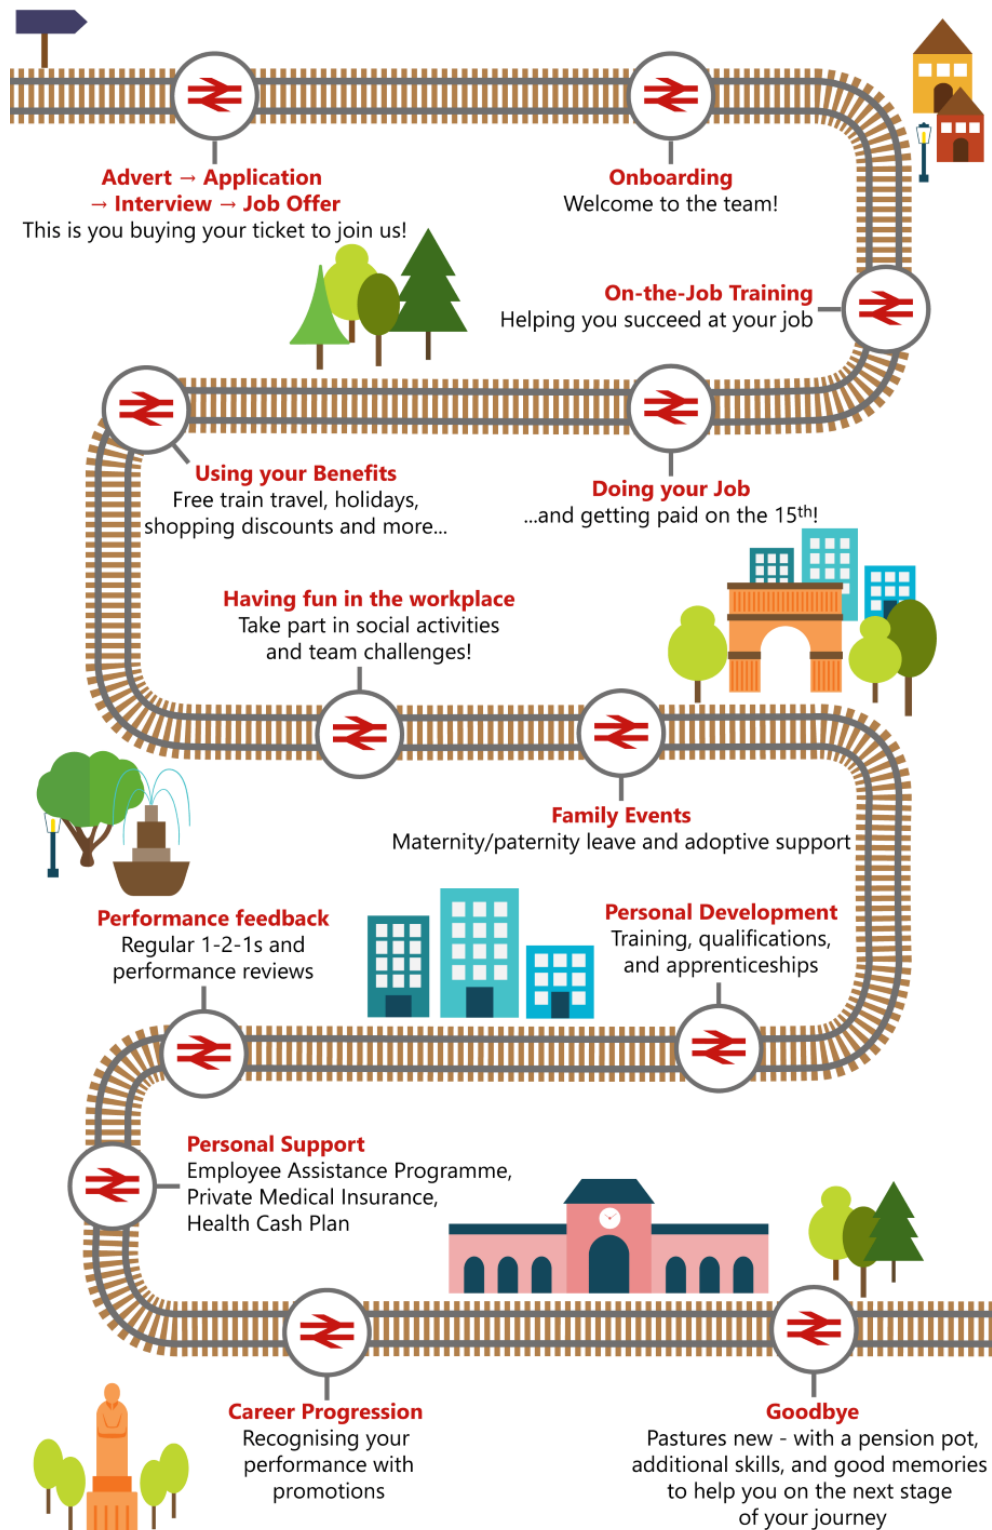 Advert → Application
→ Interview → Job Offer
This is you buying your ticket to join us!
Onboarding
Welcome to the team!
On-the-Job Training
Helping you succeed at your job
Doing your Job
...and getting paid on the 15th!
Using your Benefits
Free train travel, holidays,
shopping discounts and more...
Having fun in the workplace
Take part in social activities
and team challenges!
Family Events
Maternity/paternity leave and adoptive support
Personal Development
Training, qualifications,
and apprenticeships
Performance feedback
Regular 1-2-1s and
performance reviews
Personal Support
Employee Assistance Programme,
Private Medical Insurance,
Health Cash Plan
Career Progression
Recognising your
performance with
promotions
Goodbye
Pastures new - with a pension pot,
additional skills, and good memories
to help you on the next stage
of your journey